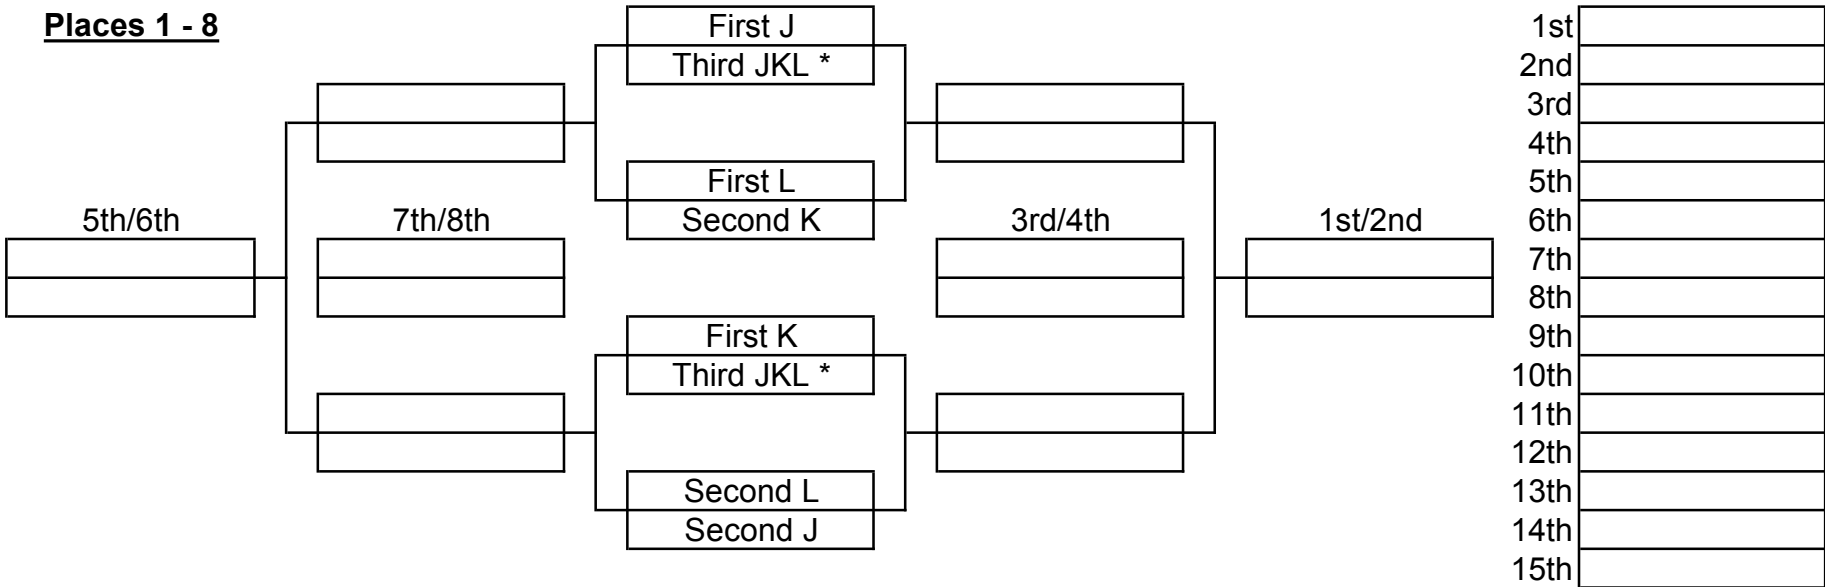 Places 1 - 8
First J
Third JKL *
First L
Second K
5th/6th
7th/8th
3rd/4th
1st/2nd
First K
Third JKL *
Second L
Second J
1st
2nd
3rd
4th
5th
6th
7th
8th
9th
10th
11th
12th
13th
14th
15th